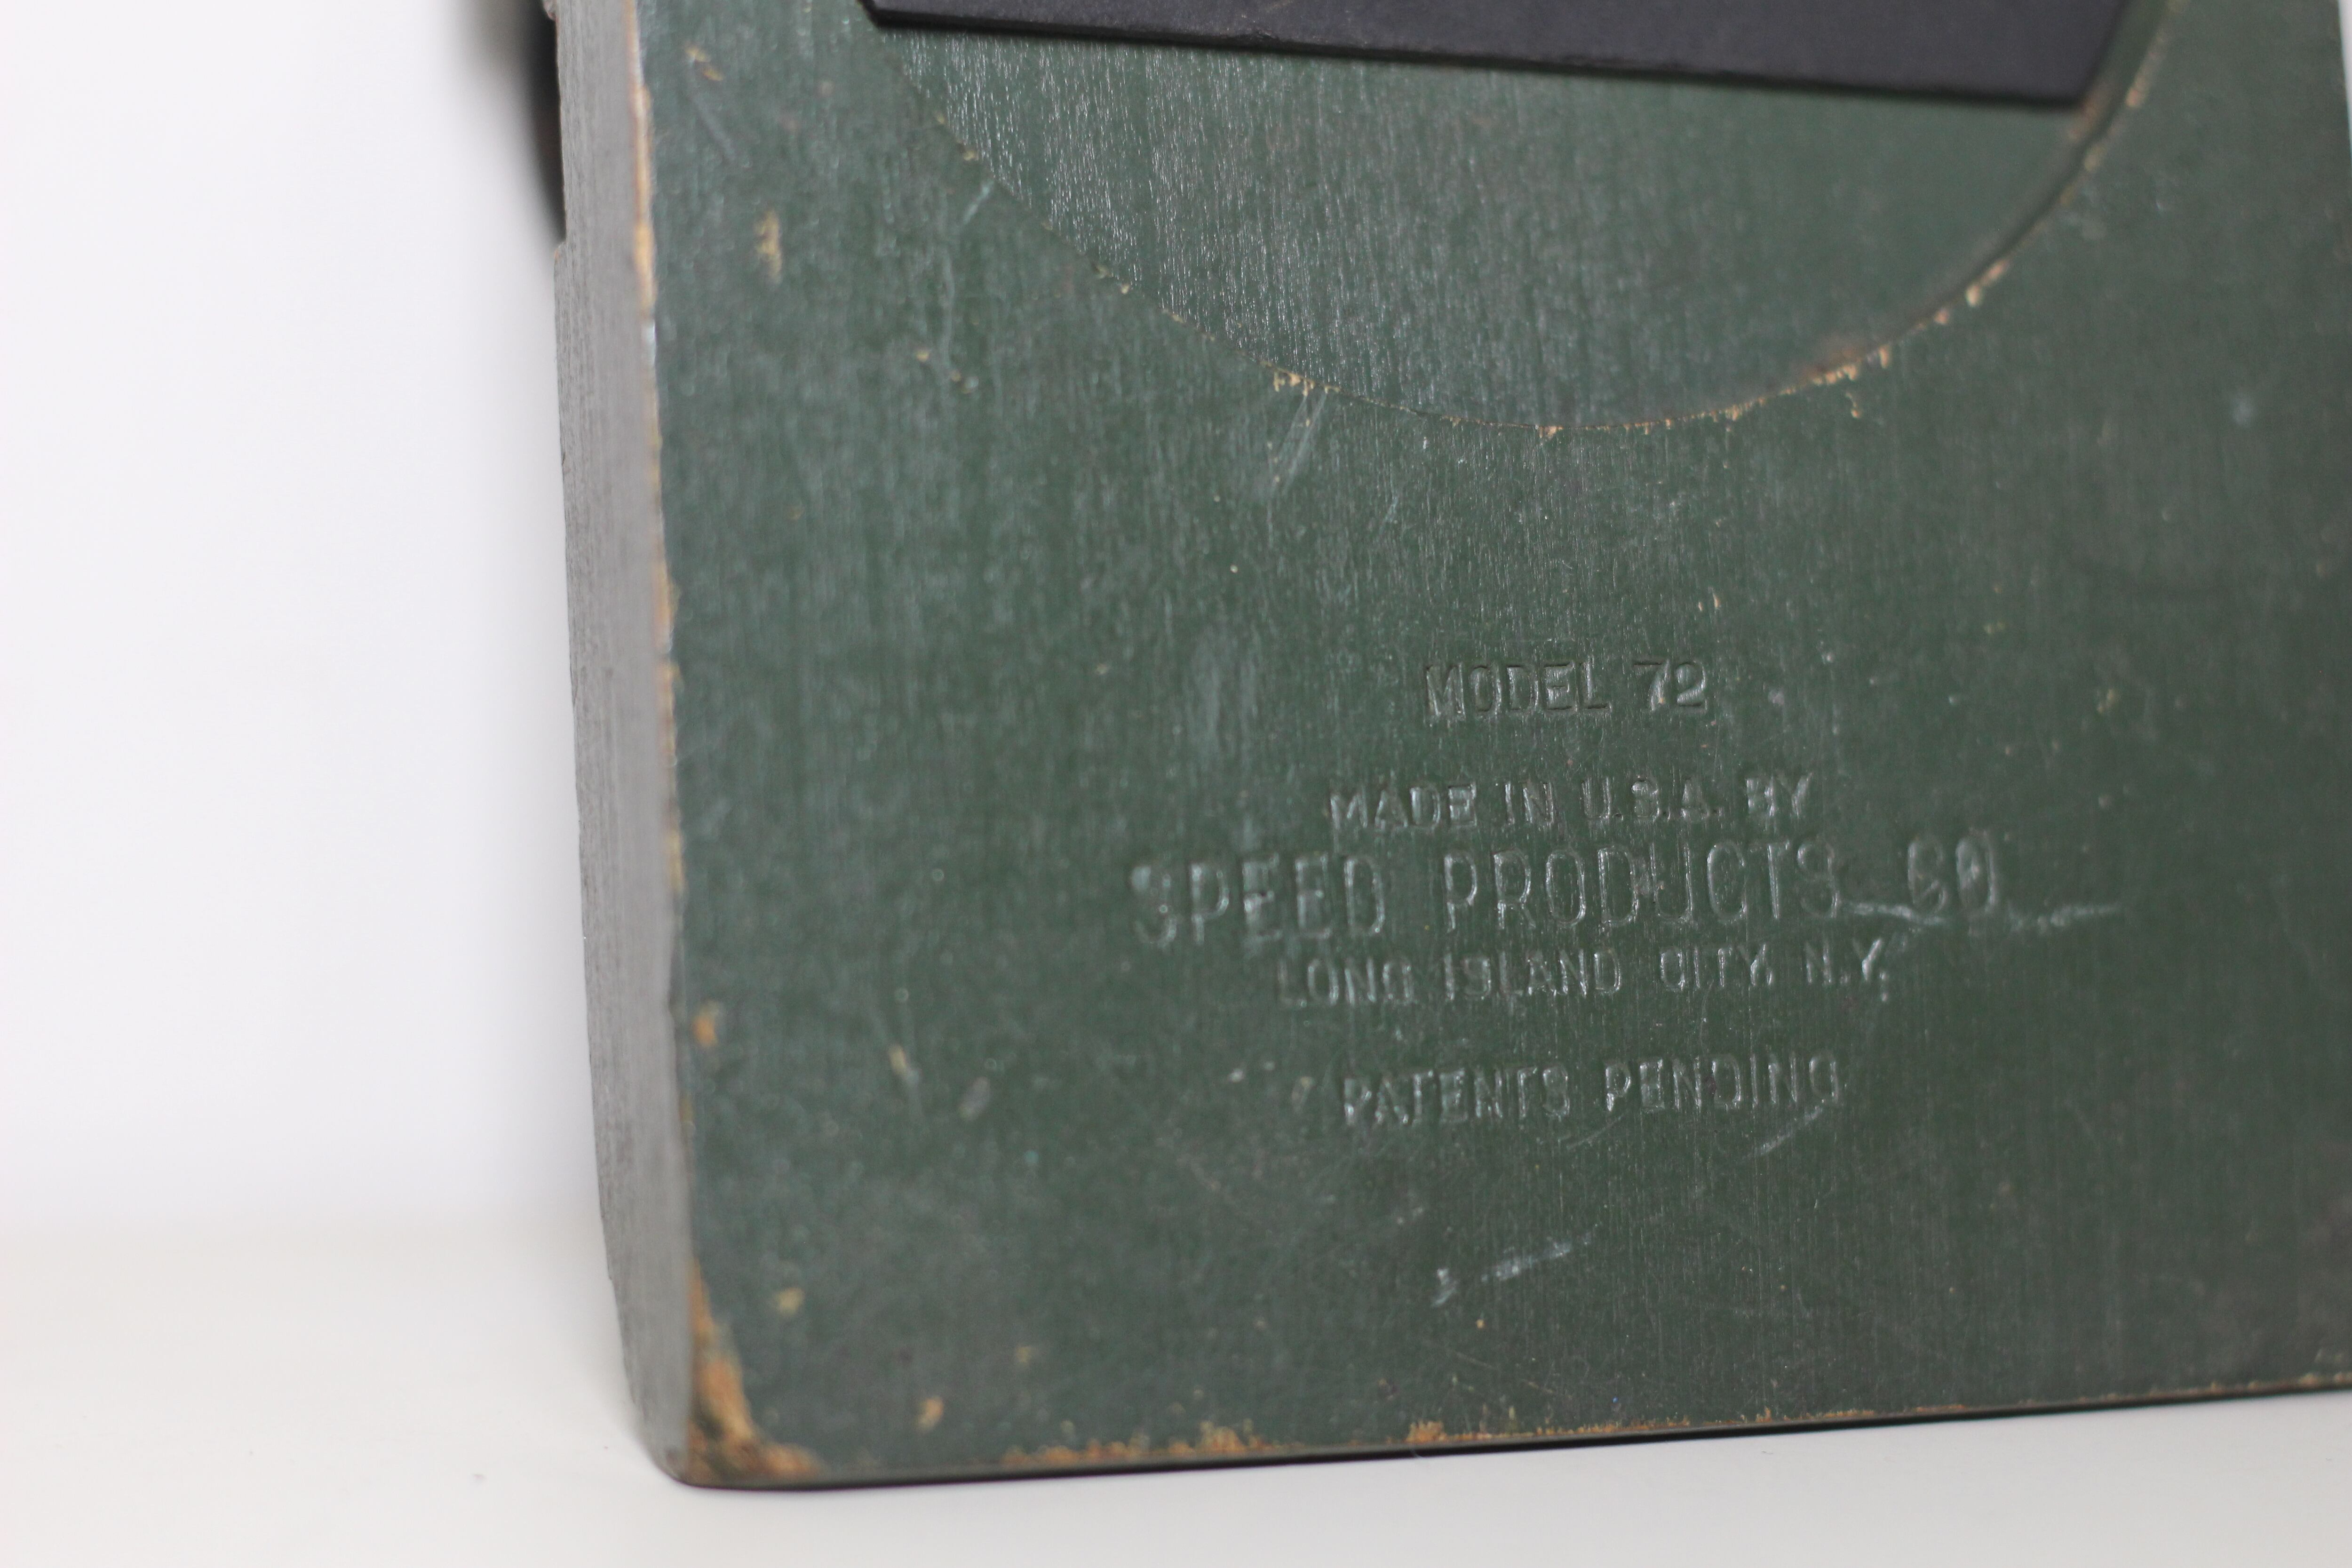 MODEL 72
MADE IN U.S.A. BY
SPEED PRODUCTS CO
LONG ISLAND CITY, N.Y.
PATENTS PENDING